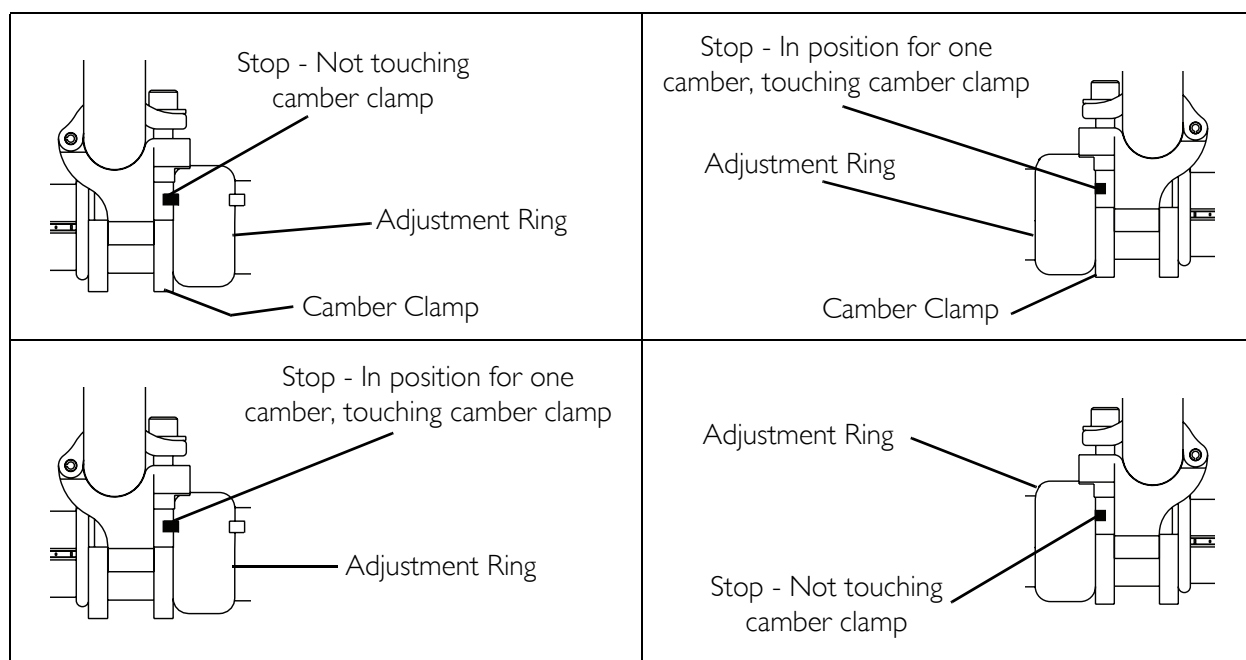 Stop - Not touching
camber clamp
Adjustment Ring
Camber Clamp
Stop - In position for one
camber, touching camber clamp
Adjustment Ring
Camber Clamp
Stop - In position for one
camber, touching camber clamp
Adjustment Ring
Adjustment Ring
Stop - Not touching
camber clamp